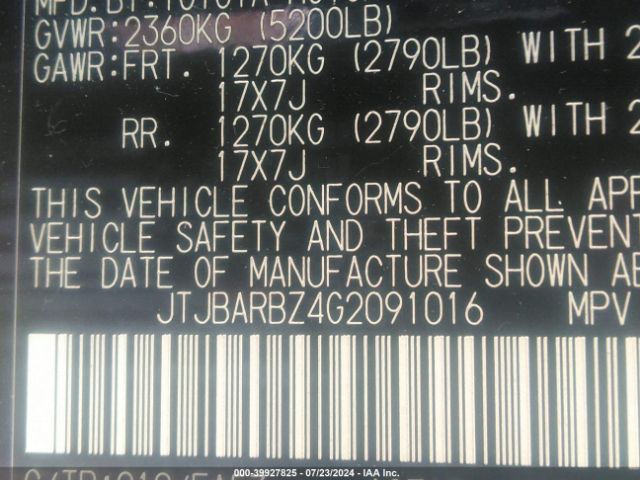 GVWR:2360KG (5200LB)
GAWR:FRT. 1270KG (2790LB) WITH 2
17X7J RIMS.
RR. 1270KG (2790LB) WITH 2
17X7J RIMS.
THIS VEHICLE CONFORMS TO ALL APP
VEHICLE SAFETY AND THEFT PREVENT
THE DATE OF MANUFACTURE SHOWN AB
JTJBARBZ4G2091016 MPV
000-39927825 - 07/23/2024 - IAA Inc.